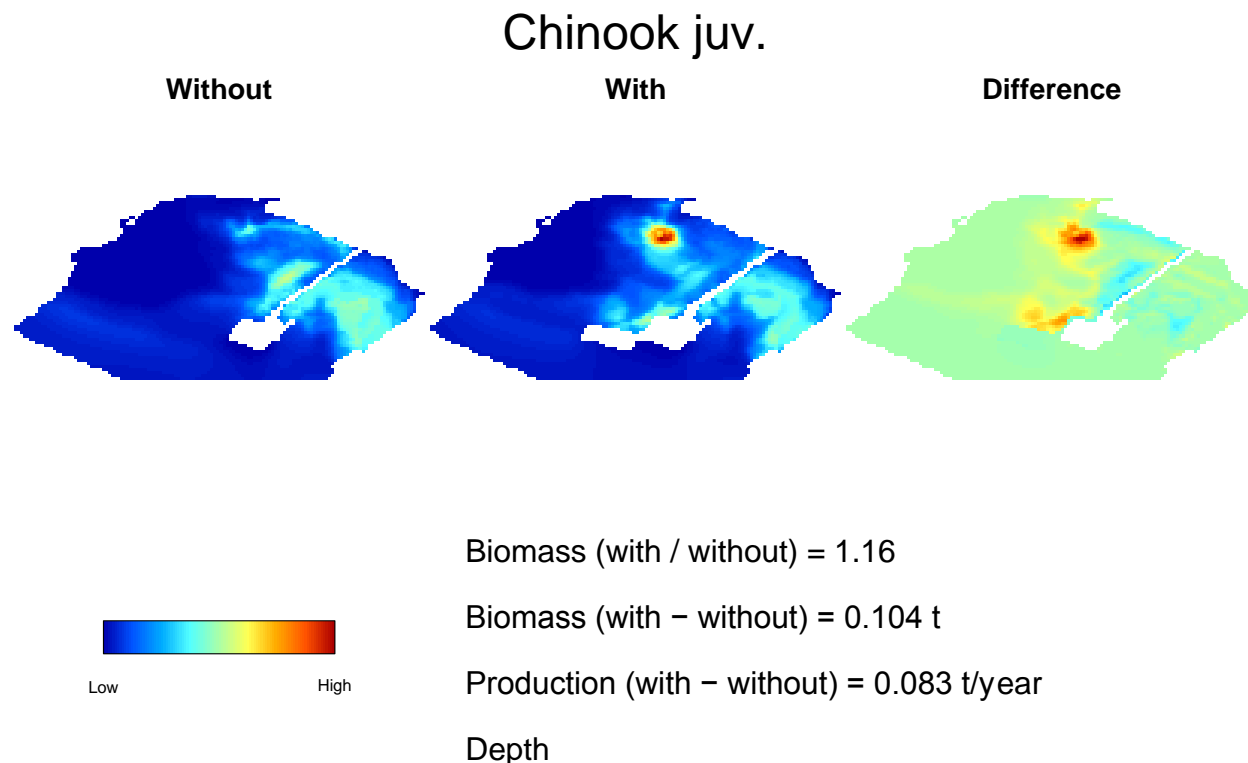 Chinook juv.
Without With Difference
Biomass (with / without) = 1.16
Biomass (with − without) = 0.104 t
Low High
Production (with − without) = 0.083 t/year
Depth